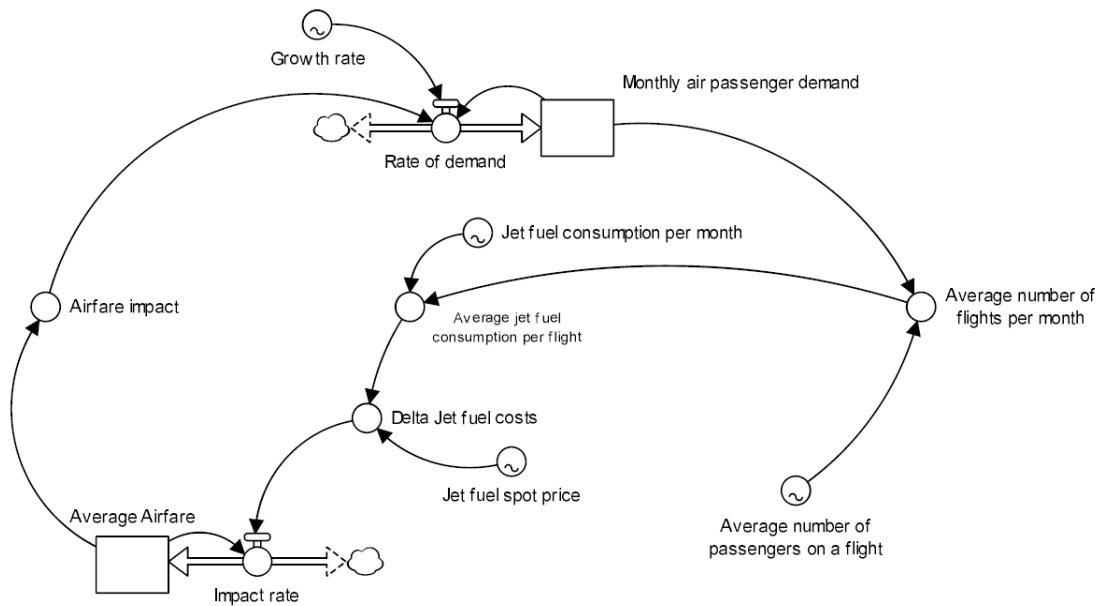 Growth rate
Monthly air passenger demand
Rate of demand
Jet fuel consumption per month
Airfare impact
Average number of
flights per month
Average jet fuel
consumption per flight
Delta Jet fuel costs
Jet fuel spot price
Average Airfare
Average number of
passengers on a flight
Impact rate